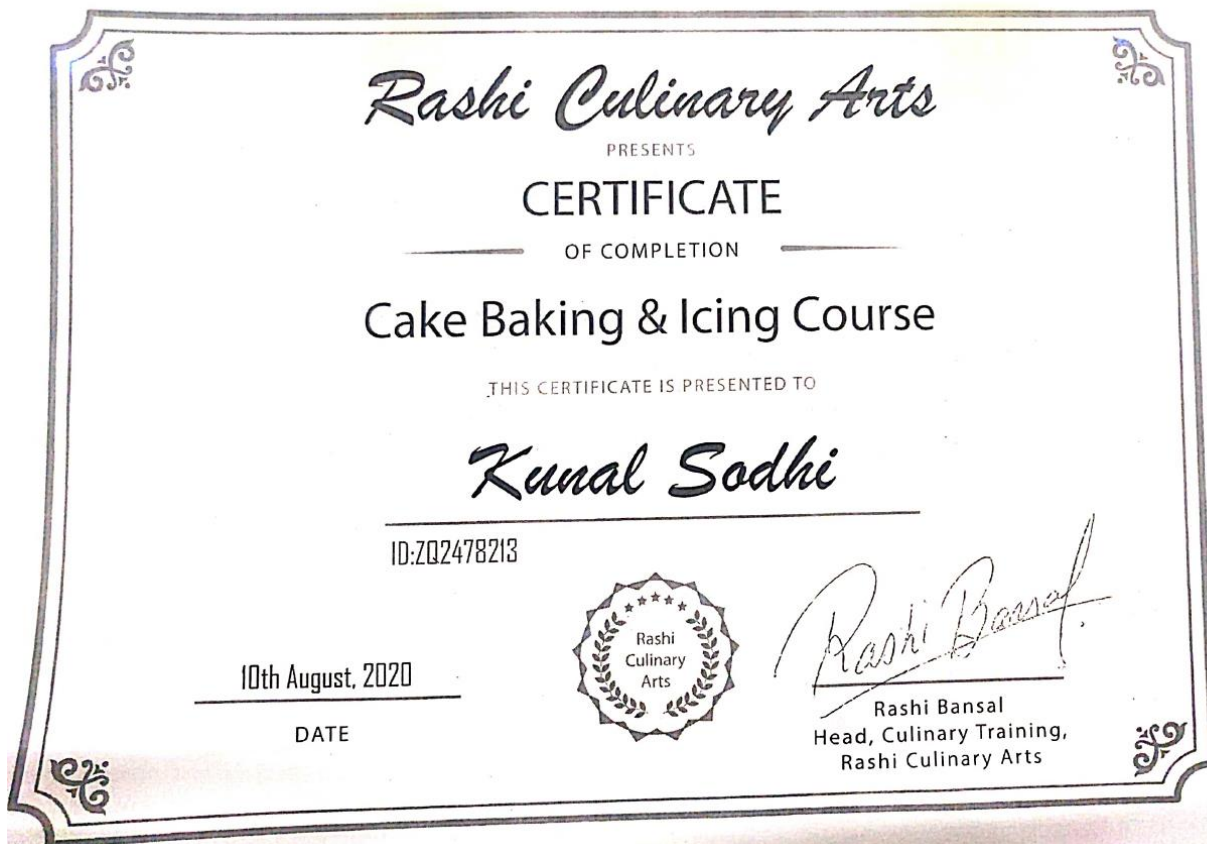 Rashi Culinary Arts
PRESENTS
CERTIFICATE
OF COMPLETION
Cake Baking & Icing Course
THIS CERTIFICATE IS PRESENTED TO
Kunal Sodhi
ID:ZQ2478213
10th August, 2020
DATE
Rashi
Culinary
Arts
Rashi Bansal
Rashi Bansal
Head, Culinary Training,
Rashi Culinary Arts